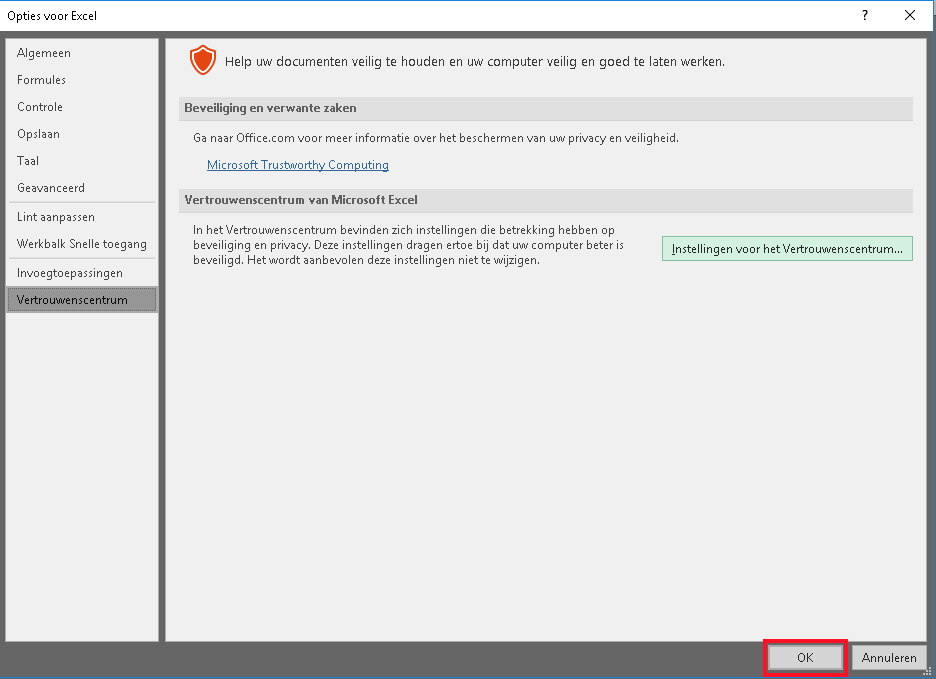 Opties voor Excel
?
Algemeen
Formules
Controle
Opslaan
Taal
Geavanceerd
Lint aanpassen
Werkbalk Snelle toegang
Invoegtoepassingen
Vertrouwenscentrum
Help uw documenten veilig te houden en uw computer veilig en goed te laten werken.
Beveiliging en verwante zaken
Ga naar Office.com voor meer informatie over het beschermen van uw privacy en veiligheid.
Microsoft Trustworthy Computing
Vertrouwenscentrum van Microsoft Excel
In het Vertrouwenscentrum bevinden zich instellingen die betrekking hebben op
beveiliging en privacy. Deze instellingen dragen ertoe bij dat uw computer beter is
beveiligd. Het wordt aanbevolen deze instellingen niet te wijzigen.
Instellingen voor het Vertrouwenscentrum...
OK
Annuleren